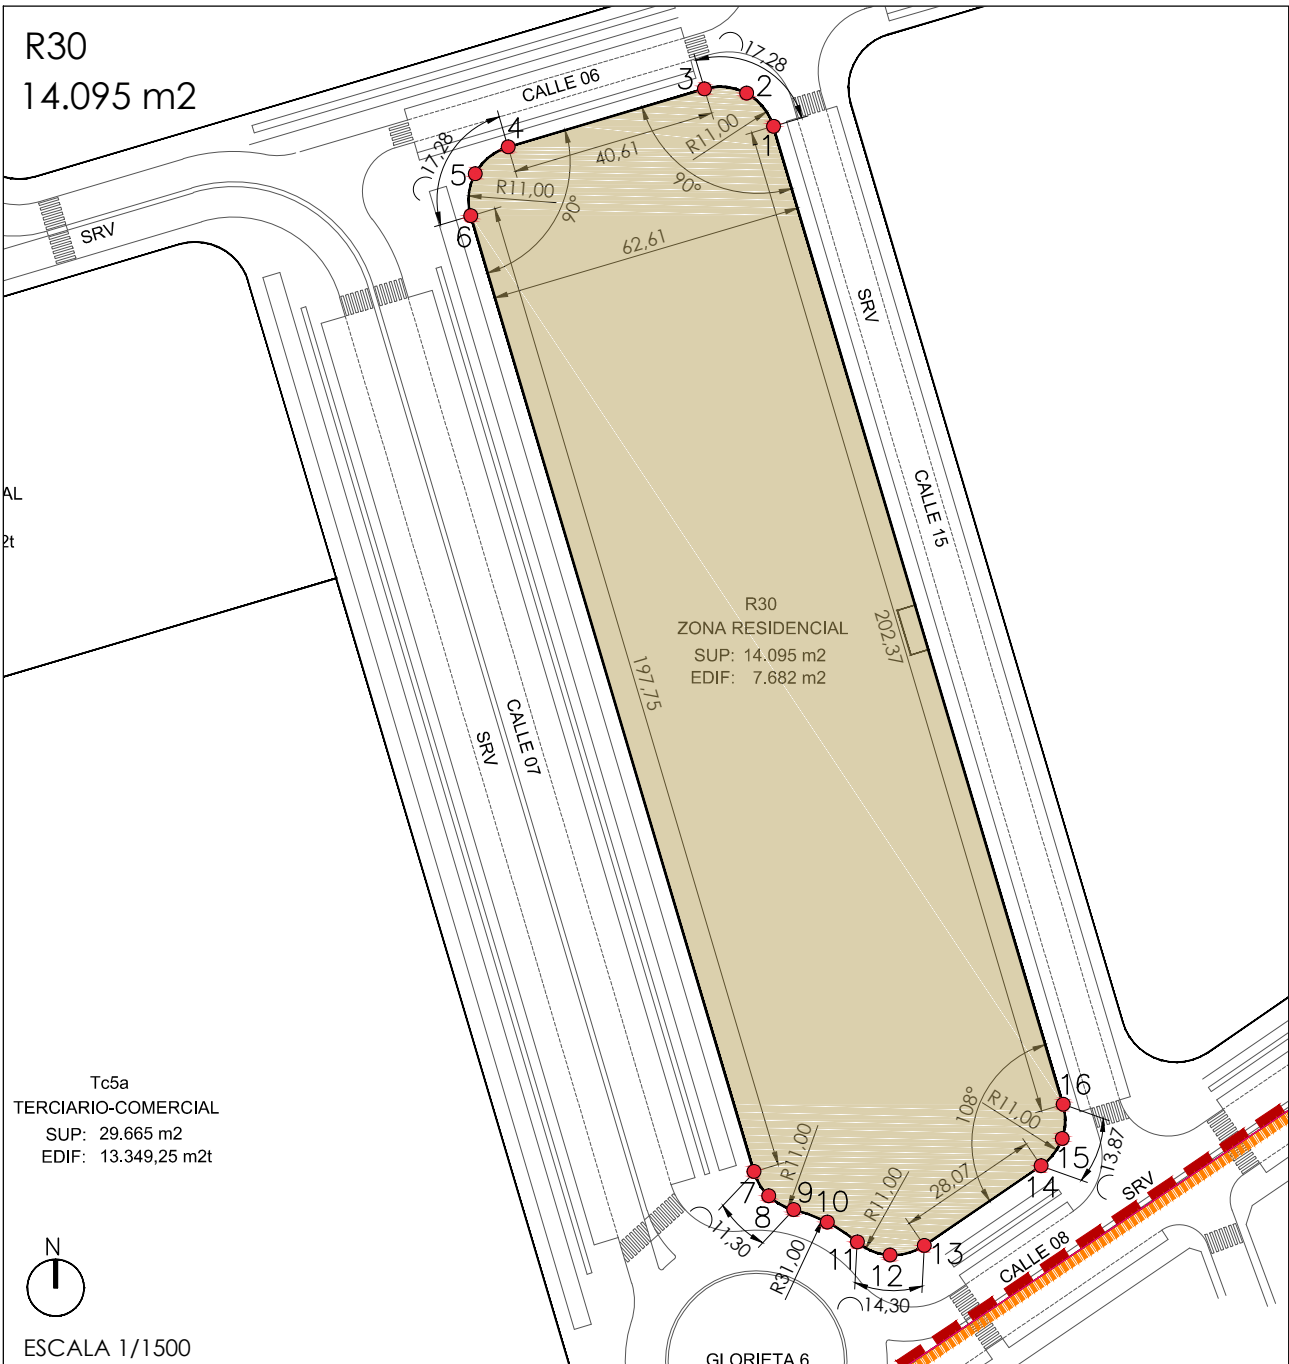 R30
14.095 m2
CALLE 06
17,28
3
2
1
4
17,28
5
6
R11,00
40,61
R11,00
90°
90°
62,61
SRV
SRV
CALLE 15
AL
2t
R30
ZONA RESIDENCIAL
SUP: 14.095 m2
EDIF: 7.682 m2
202,37
197,75
CALLE 07
SRV
Tc5a
TERCIARIO-COMERCIAL
SUP: 29.665 m2
EDIF: 13.349,25 m2t
16
108°
R11,00
15
13,87
14
28,07
R11,00
R11,00
7
8
9
10
11
12
13
11,30
R31,00
14,30
SRV
CALLE 08
N
ESCALA 1/1500
GLORIETA 6